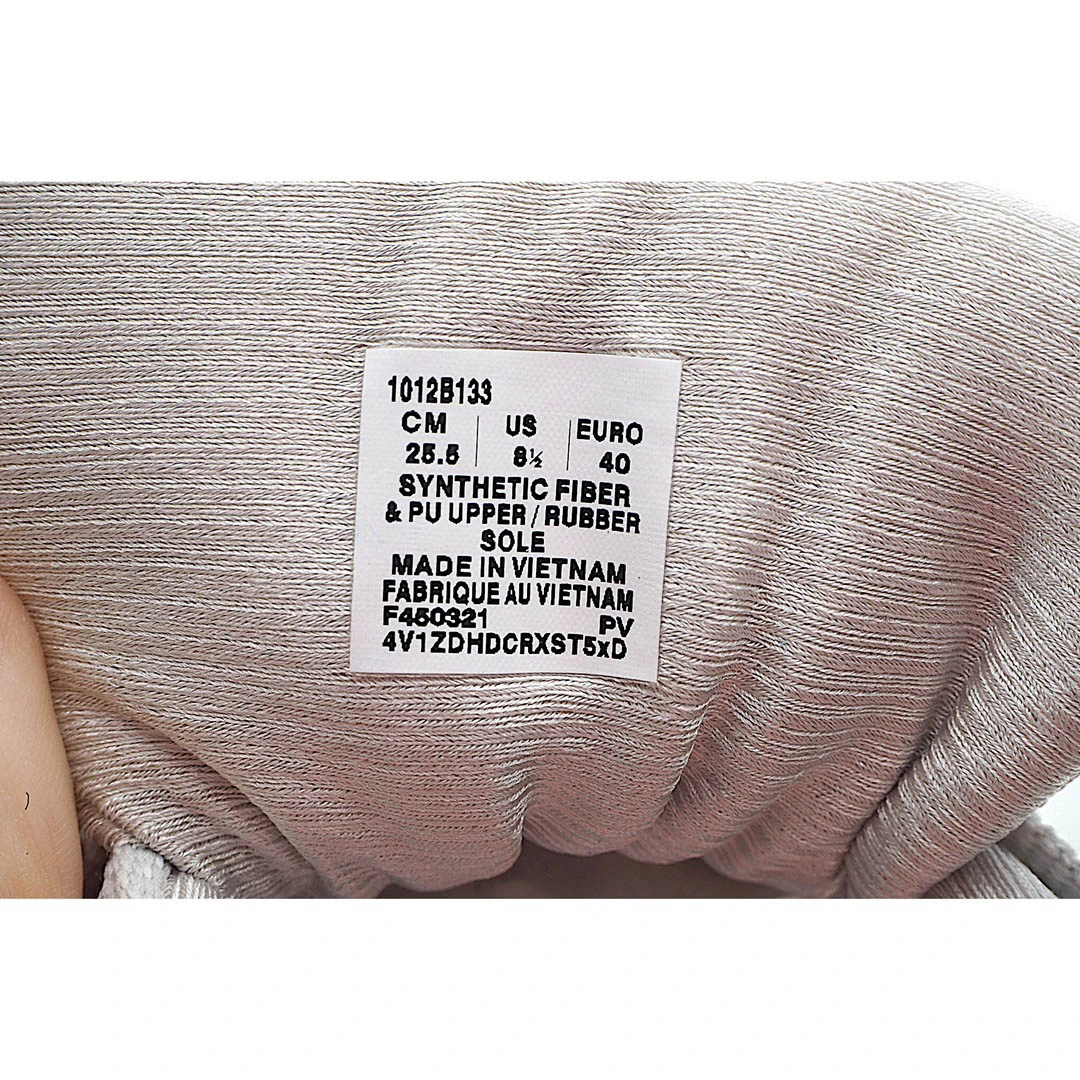 1012B133
CM US EURO
25.5 8½ 40
SYNTHETIC FIBER
& PU UPPER / RUBBER
SOLE
MADE IN VIETNAM
FABRIQUE AU VIETNAM
F450321 PV
4V1ZDHDCRXST5xD